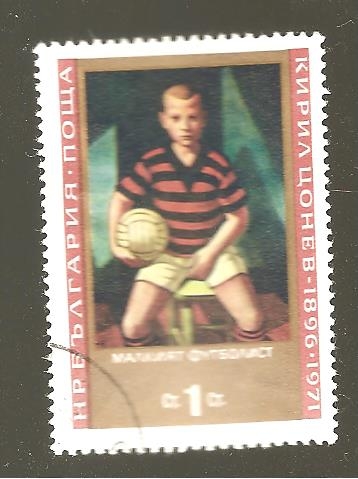 НР БЪЛГАРИЯ · ПОЩА
КИРИЛ ЦОНЕВ · 1896 · 1971
МАЛКИЯТ ФУТБОЛИСТ
Ст. 1 Ст.